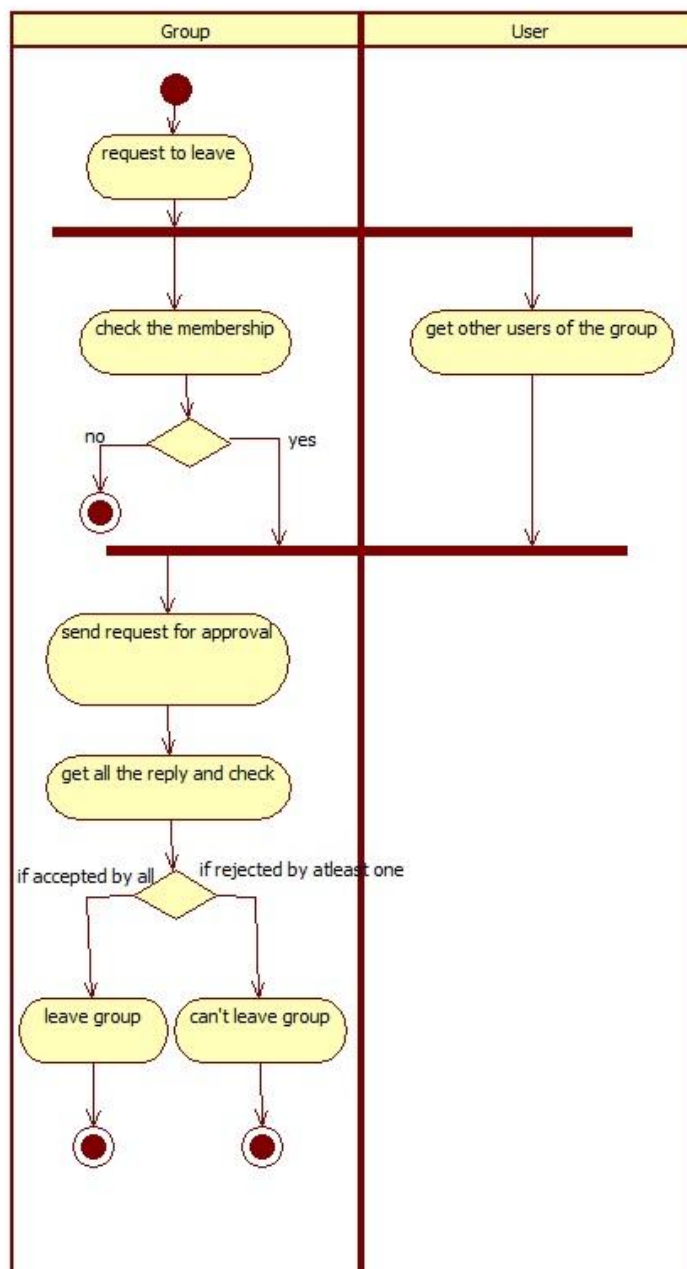 Group
User
request to leave
check the membership
get other users of the group
no
yes
send request for approval
get all the reply and check
if accepted by all
if rejected by atleast one
leave group
can't leave group